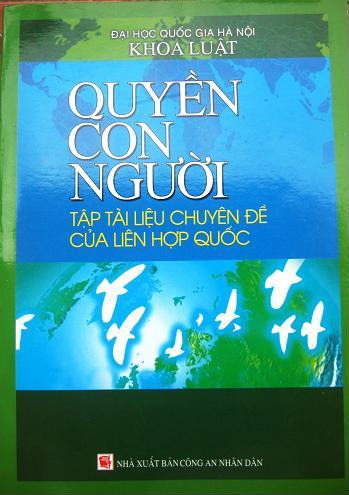 ĐẠI HỌC QUỐC GIA HÀ NỘI
KHOA LUẬT
QUYỀN
CON
NGƯỜI
TẬP TÀI LIỆU CHUYÊN ĐỀ
CỦA LIÊN HỢP QUỐC
NHÀ XUẤT BẢN CÔNG AN NHÂN DÂN